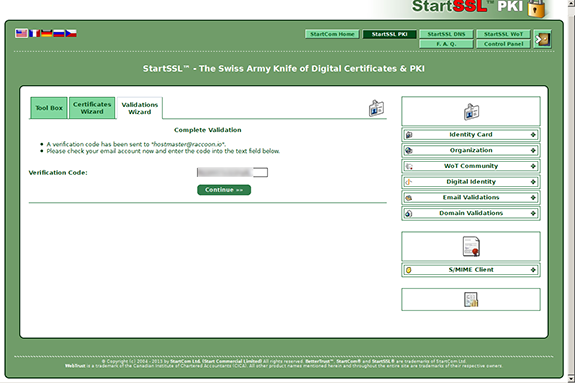 StartSSL™ PKI
StartCom Home StartSSL PKI StartSSL DNS StartSSL WoT
F. A. Q. Control Panel
StartSSL™ - The Swiss Army Knife of Digital Certificates & PKI
Tool Box Certificates Wizard Validations Wizard
Complete Validation
A verification code has been sent to "hostmaster@raccoon.io".
Please check your email account now and enter the code into the text field below.
Verification Code:
Continue »»
Identity Card
Organization
WoT Community
Digital Identity
Email Validations
Domain Validations
S/MIME Client
© Copyright (c) 2004 - 2013 by StartCom Ltd. (Start Commercial Limited) All rights reserved. BetterTrust™, StartCom® and StartSSL® are trademarks of StartCom Ltd.
WebTrust is a trademark of the Canadian Institute of Chartered Accountants (CICA). All other product names mentioned herein and throughout the entire site are trademarks of their respective owners.